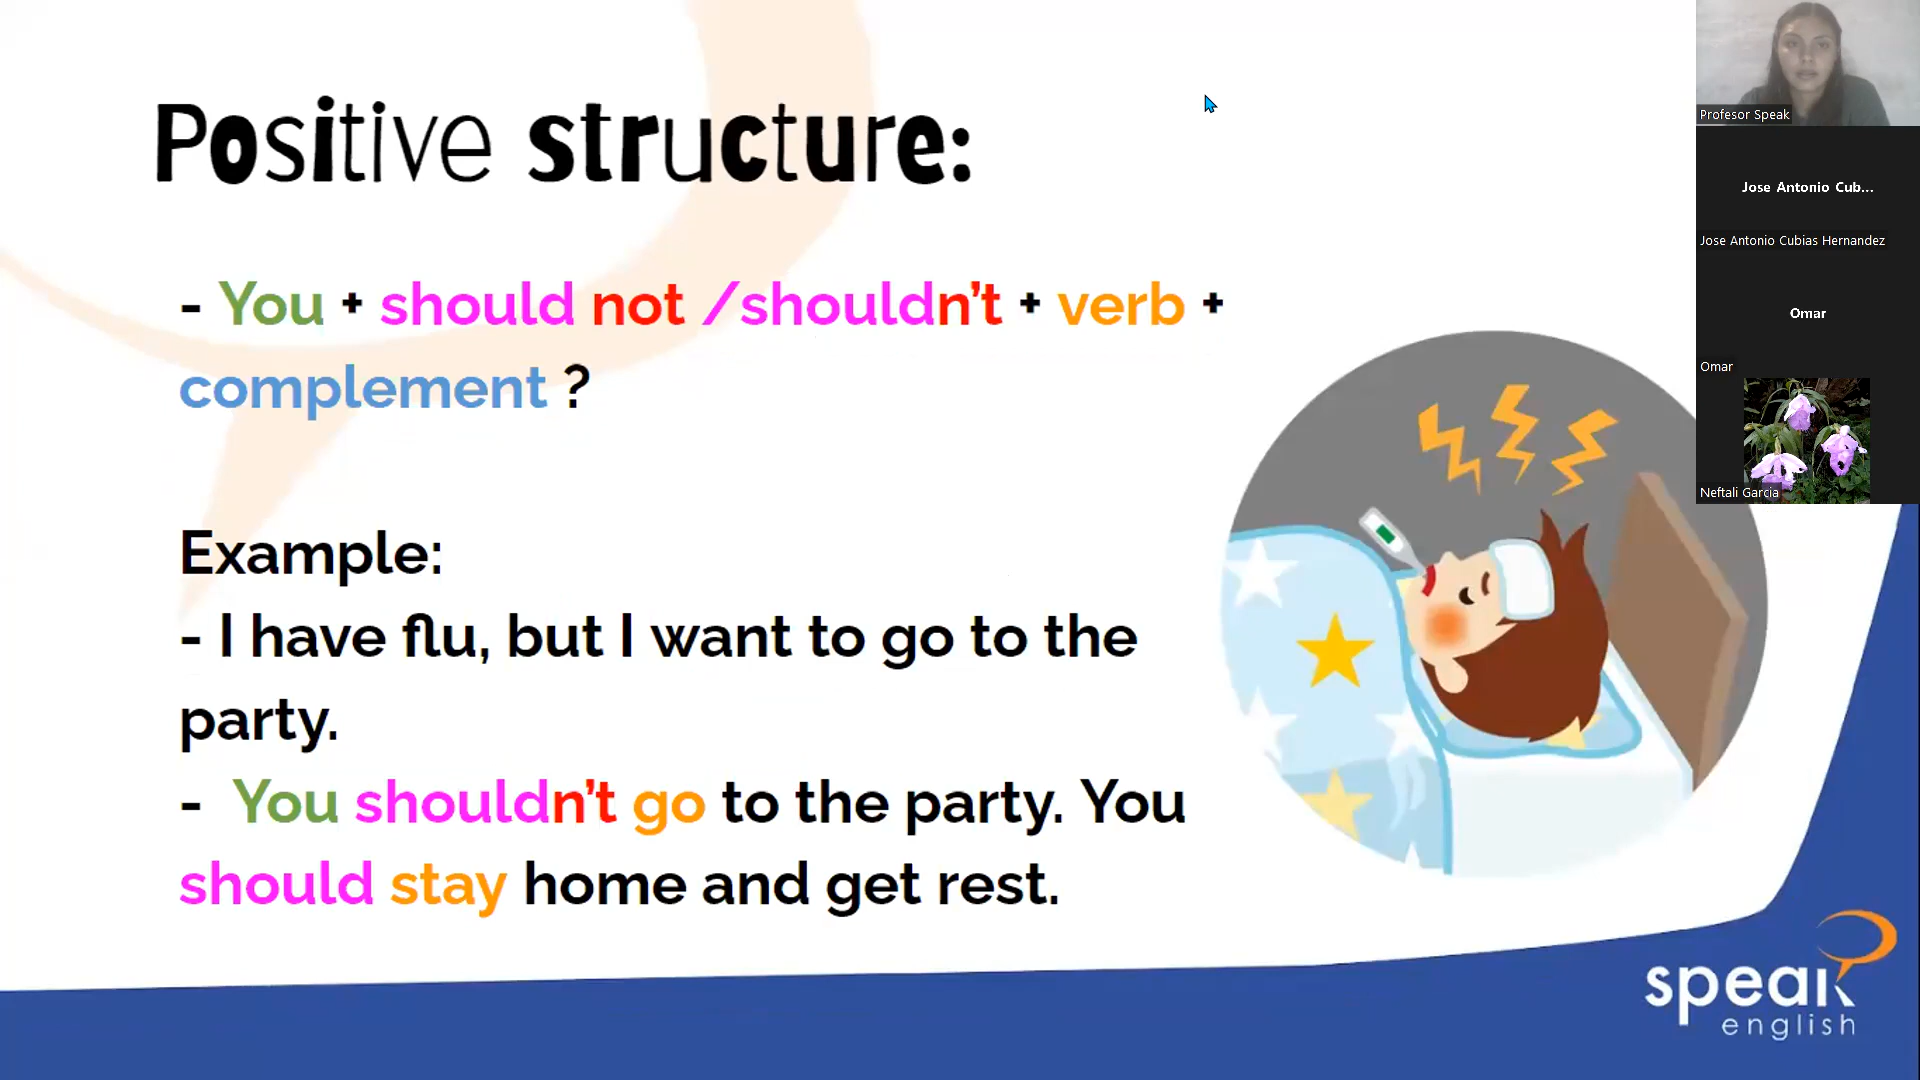 Positive structure:
- You + should not /shouldn't + verb +
complement ?
Example:
- I have flu, but I want to go to the
party.
- You shouldn't go to the party. You
should stay home and get rest.
Profesor Speak
Jose Antonio Cub...
Jose Antonio Cubias Hernandez
Omar
Omar
Neftali Garcia
speak
english